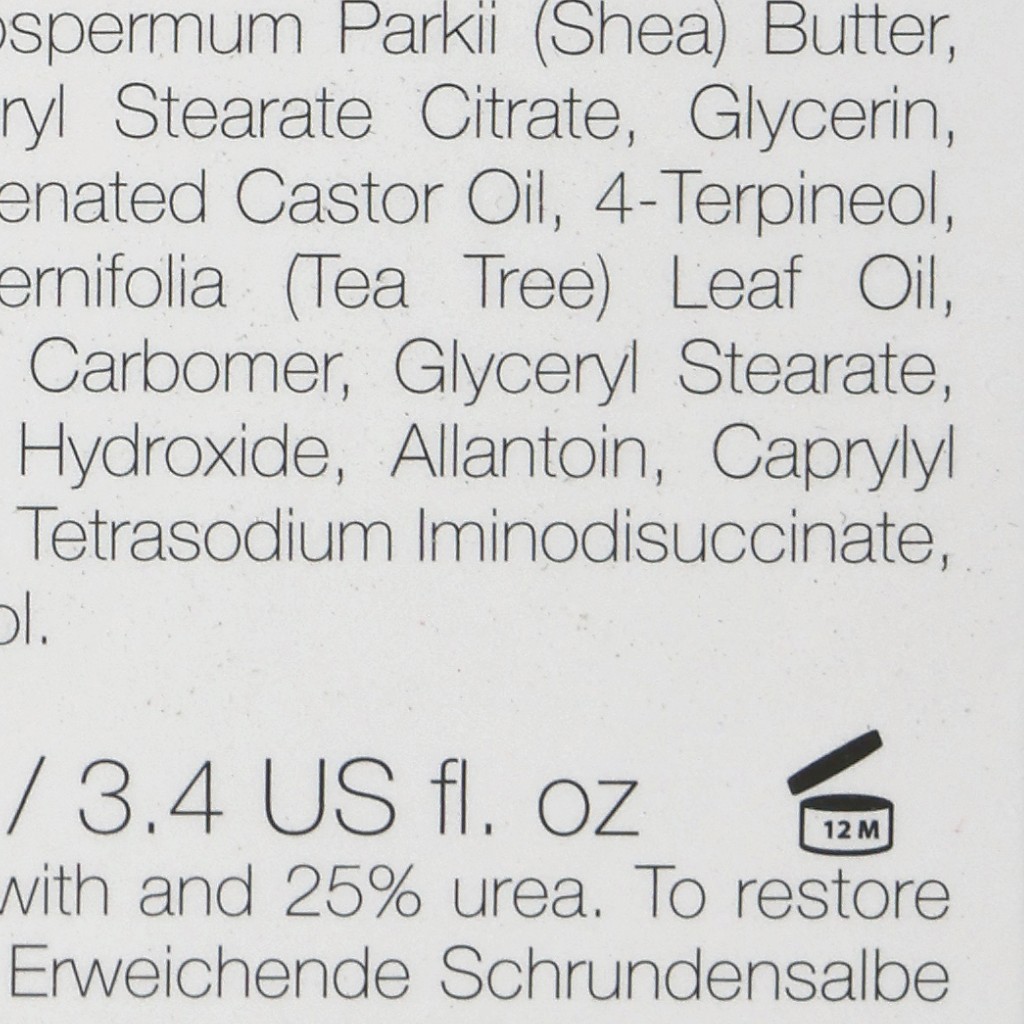 ospermum Parkii (Shea) Butter,
ryl Stearate Citrate, Glycerin,
enated Castor Oil, 4-Terpineol,
ernifolia (Tea Tree) Leaf Oil,
Carbomer, Glyceryl Stearate,
Hydroxide, Allantoin, Caprylyl
Tetrasodium Iminodisuccinate,
ol.
/ 3.4 US fl. oz
12 M
with and 25% urea. To restore
Erweichende Schrundensalbe